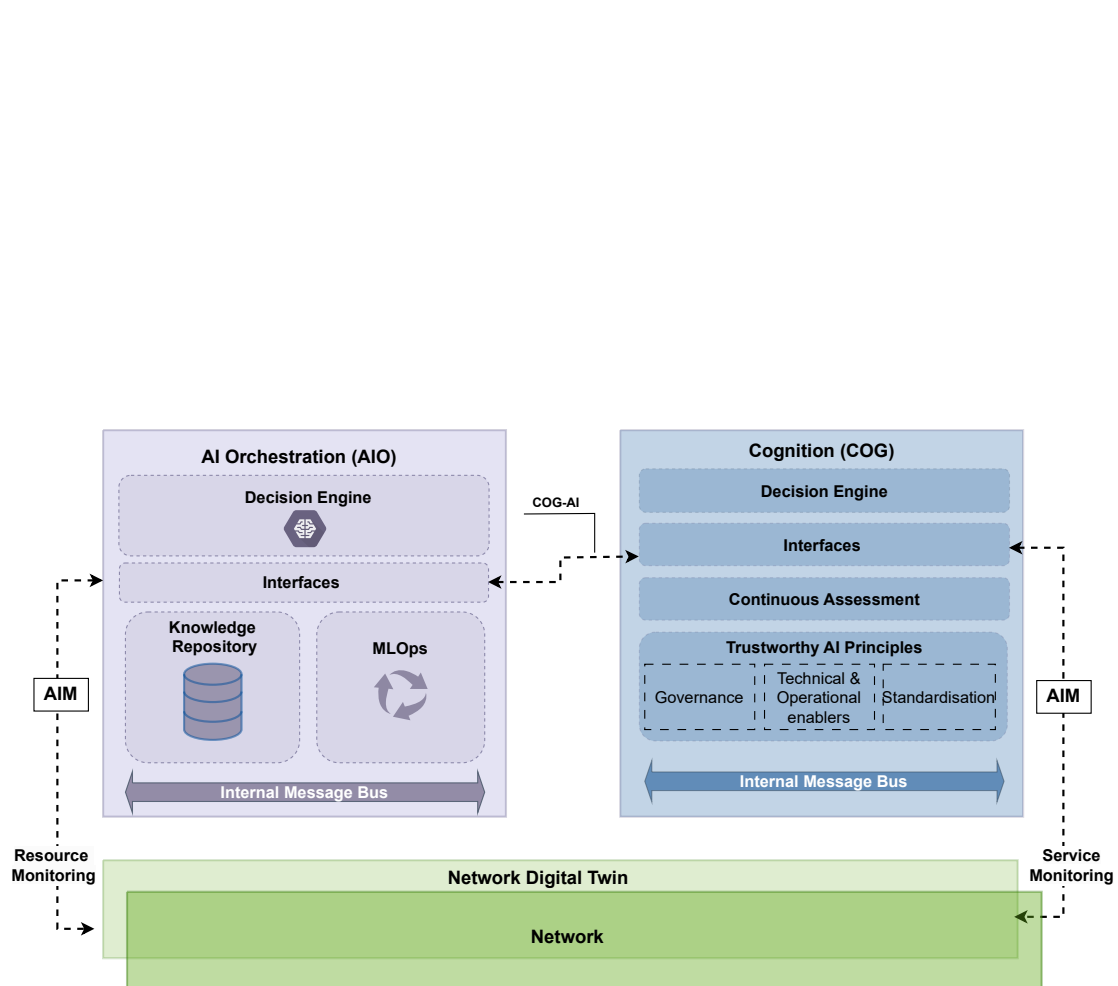 AI Orchestration (AIO)
Decision Engine
Interfaces
Knowledge
Repository
MLOps
Internal Message Bus
COG-AI
Cognition (COG)
Decision Engine
Interfaces
Continuous Assessment
Trustworthy AI Principles
Governance
Technical &
Operational
enablers
Standardisation
Internal Message Bus
AIM
AIM
Resource
Monitoring
Service
Monitoring
Network Digital Twin
Network